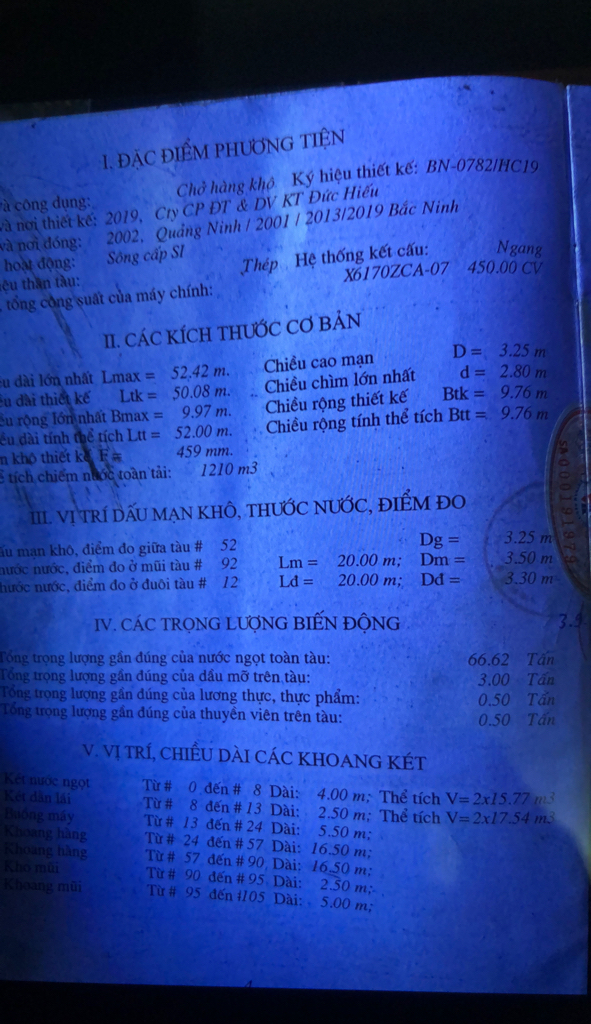 I. ĐẶC ĐIỂM PHƯƠNG TIỆN
và công dụng: Chở hàng khô Ký hiệu thiết kế: BN-0782/HC19
và nơi thiết kế: 2019, Cty CP ĐT & DV KT Đức Hiếu
và nơi đóng: 2002, Quảng Ninh / 2001 / 2013/2019 Bắc Ninh
hoạt động: Sông cấp SI
iệu thân tàu: Thép Hệ thống kết cấu: Ngang
, tổng công suất của máy chính: X6170ZCA-07 450.00 CV
II. CÁC KÍCH THƯỚC CƠ BẢN
ều dài lớn nhất Lmax = 52.42 m. Chiều cao mạn D = 3.25 m
ều dài thiết kế Ltk = 50.08 m. Chiều chìm lớn nhất d = 2.80 m
ều rộng lớn nhất Bmax = 9.97 m. Chiều rộng thiết kế Btk = 9.76 m
ều dài tính thể tích Ltt = 52.00 m. Chiều rộng tính thể tích Btt = 9.76 m
n khô thiết kế F = 459 mm.
ể tích chiếm nước toàn tải: 1210 m3
III. VỊ TRÍ DẤU MẠN KHÔ, THƯỚC NƯỚC, ĐIỂM ĐO
ấu mạn khô, điểm đo giữa tàu # 52 Dg = 3.25 m
hước nước, điểm đo ở mũi tàu # 92 Lm = 20.00 m; Dm = 3.50 m
hước nước, điểm đo ở đuôi tàu # 12 Lđ = 20.00 m; Dđ = 3.30 m
IV. CÁC TRỌNG LƯỢNG BIẾN ĐỘNG
Tổng trọng lượng gần đúng của nước ngọt toàn tàu: 66.62 Tấn
Tổng trọng lượng gần đúng của dầu mỡ trên tàu: 3.00 Tấn
Tổng trọng lượng gần đúng của lương thực, thực phẩm: 0.50 Tấn
Tổng trọng lượng gần đúng của thuyền viên trên tàu: 0.50 Tấn
V. VỊ TRÍ, CHIỀU DÀI CÁC KHOANG KÉT
Két nước ngọt Từ # 0 đến # 8 Dài: 4.00 m; Thể tích V= 2x15.77 m3
Két dằn lái Từ # 8 đến # 13 Dài: 2.50 m; Thể tích V= 2x17.54 m3
Buồng máy Từ # 13 đến # 24 Dài: 5.50 m;
Khoang hàng Từ # 24 đến # 57 Dài: 16.50 m;
Khoang hàng Từ # 57 đến # 90 Dài: 16.50 m;
Kho mũi Từ # 90 đến # 95 Dài: 2.50 m;
Khoang mũi Từ # 95 đến #105 Dài: 5.00 m;